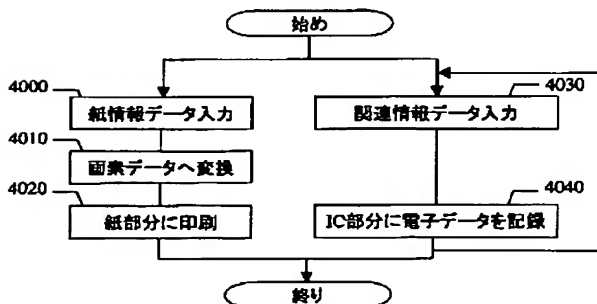 始め
4000
紙情報データ入力
4030
関連情報データ入力
4010
画素データへ変換
4020
紙部分に印刷
4040
IC部分に電子データを記録
終り